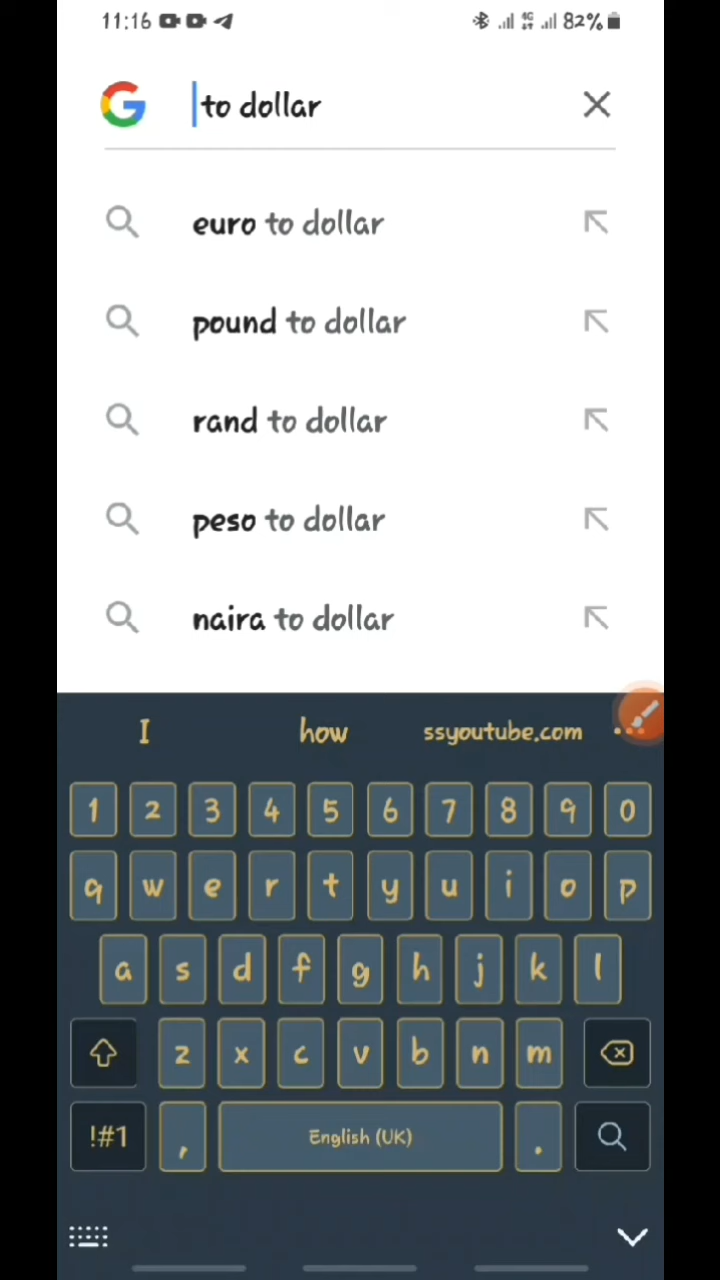 11:16 4G 82%
to dollar
euro to dollar
pound to dollar
rand to dollar
peso to dollar
naira to dollar
I how ssyoutube.com
1 2 3 4 5 6 7 8 9 0
q w e r t y u i o p
a s d f g h j k l
z x c v b n m
!#1 , English (UK) .